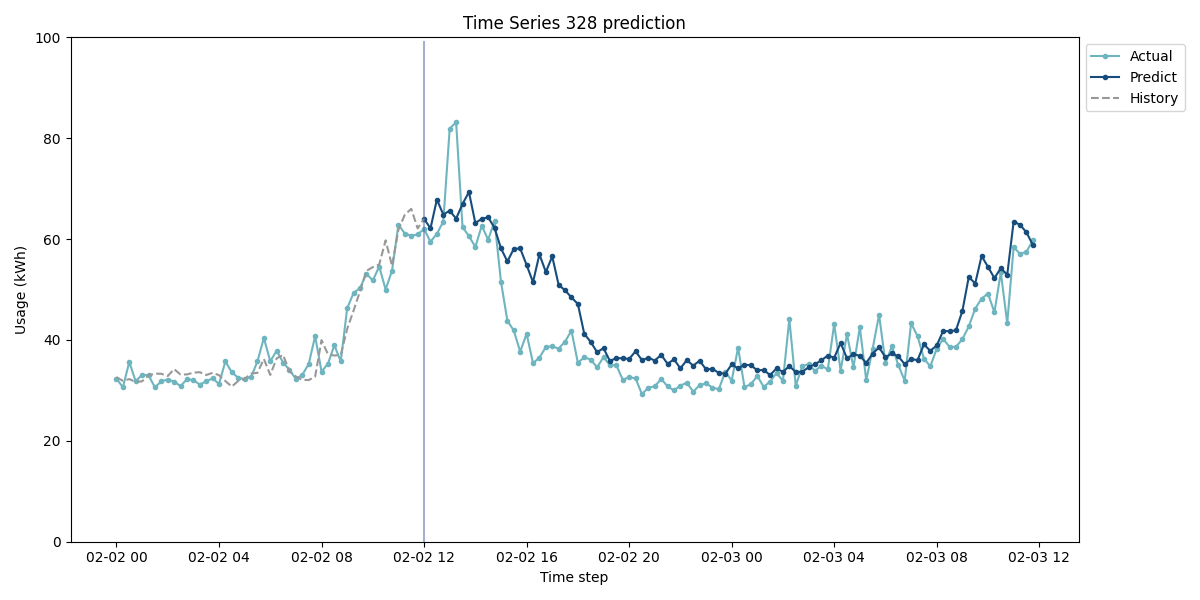 Time Series 328 prediction
100
80
60
40
20
0
Usage (kWh)
02-02 00 02-02 04 02-02 08 02-02 12 02-02 16 02-02 20 02-03 00 02-03 04 02-03 08 02-03 12
Time step
Actual
Predict
History